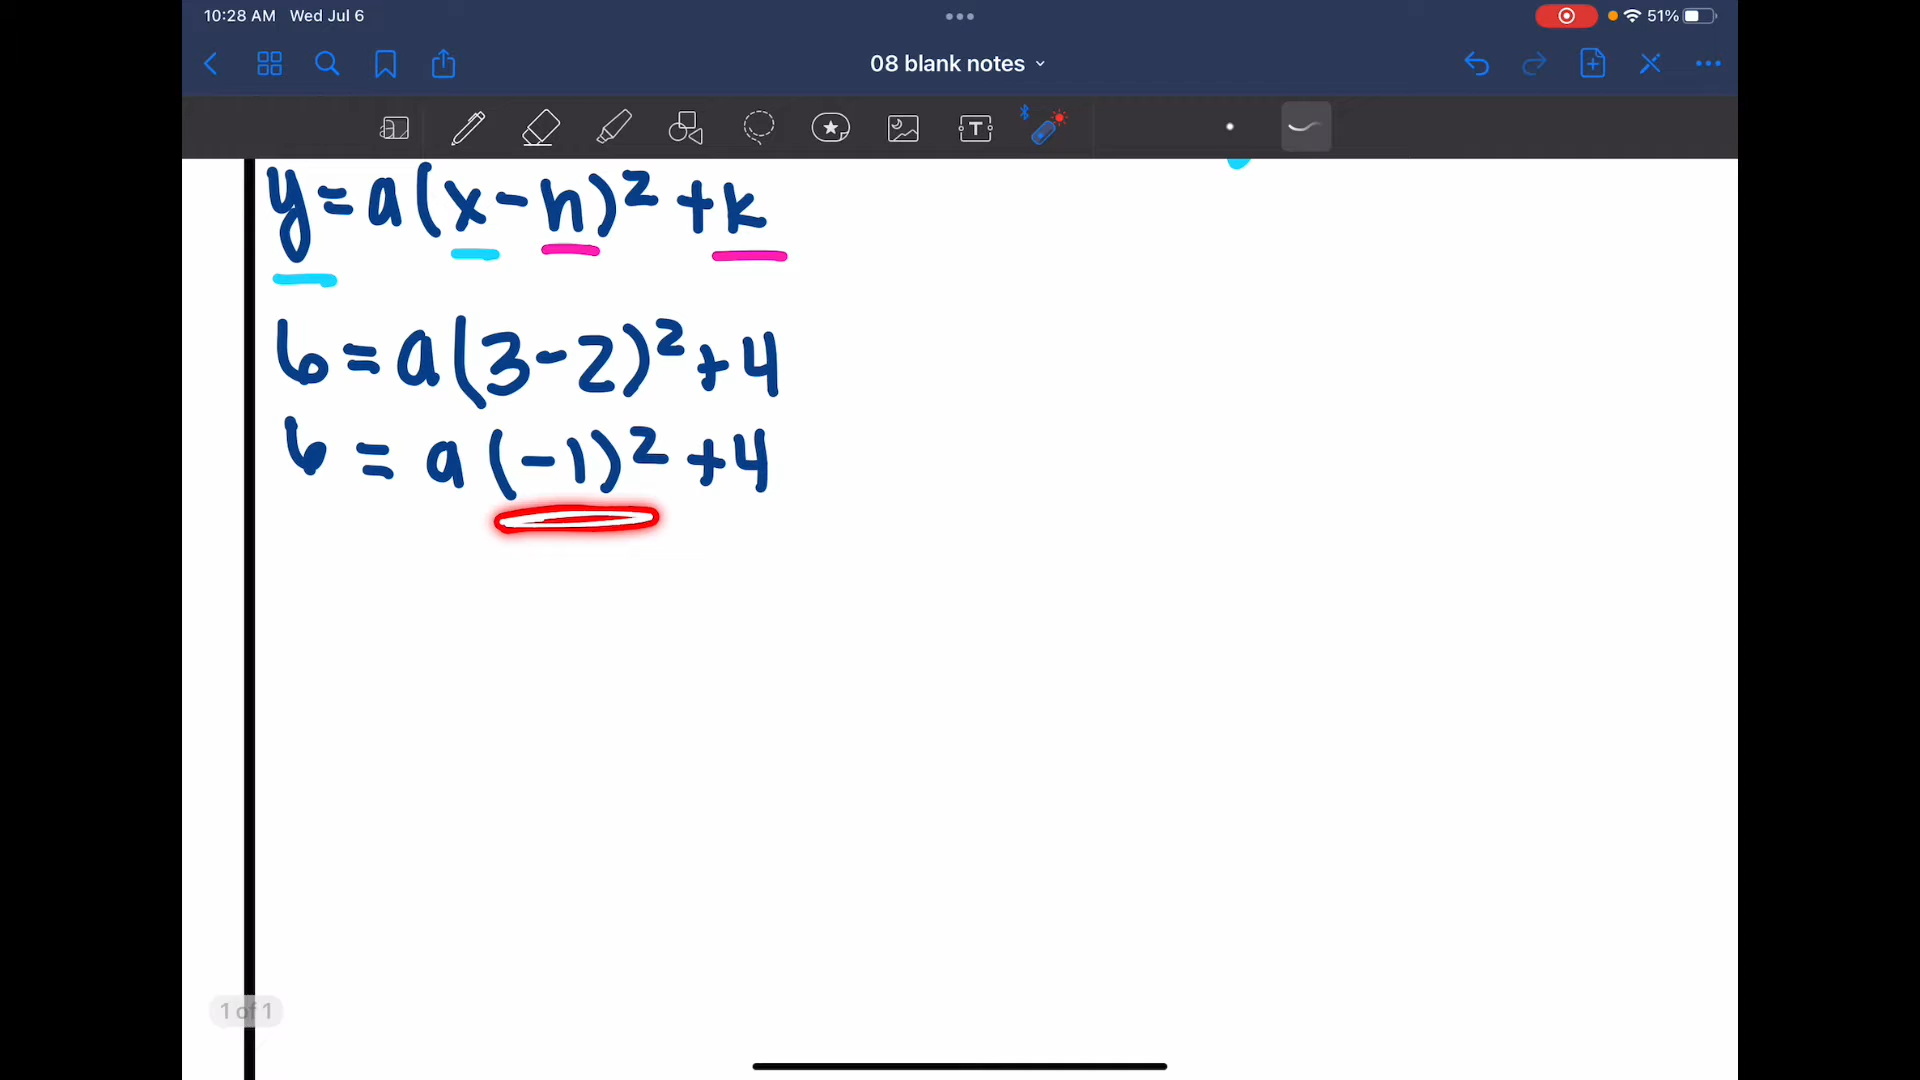 10:28 AM Wed Jul 6
51%
08 blank notes
T
y=a(x-h)²+k
6=a(3-2)²+4
6=a(-1)²+4
1 of 1